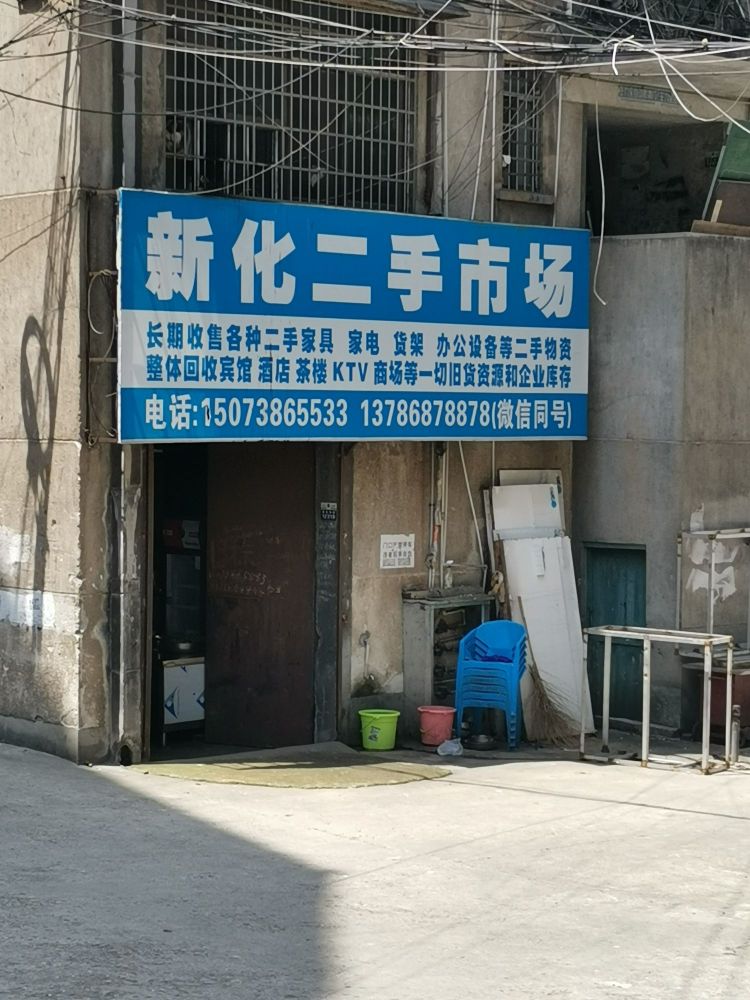 新化二手市场
长期收售各种二手家具 家电 货架 办公设备等二手物资
整体回收宾馆 酒店 茶楼 KTV 商场等一切旧货资源和企业库存
电话:15073865533 13786878878(微信同号)